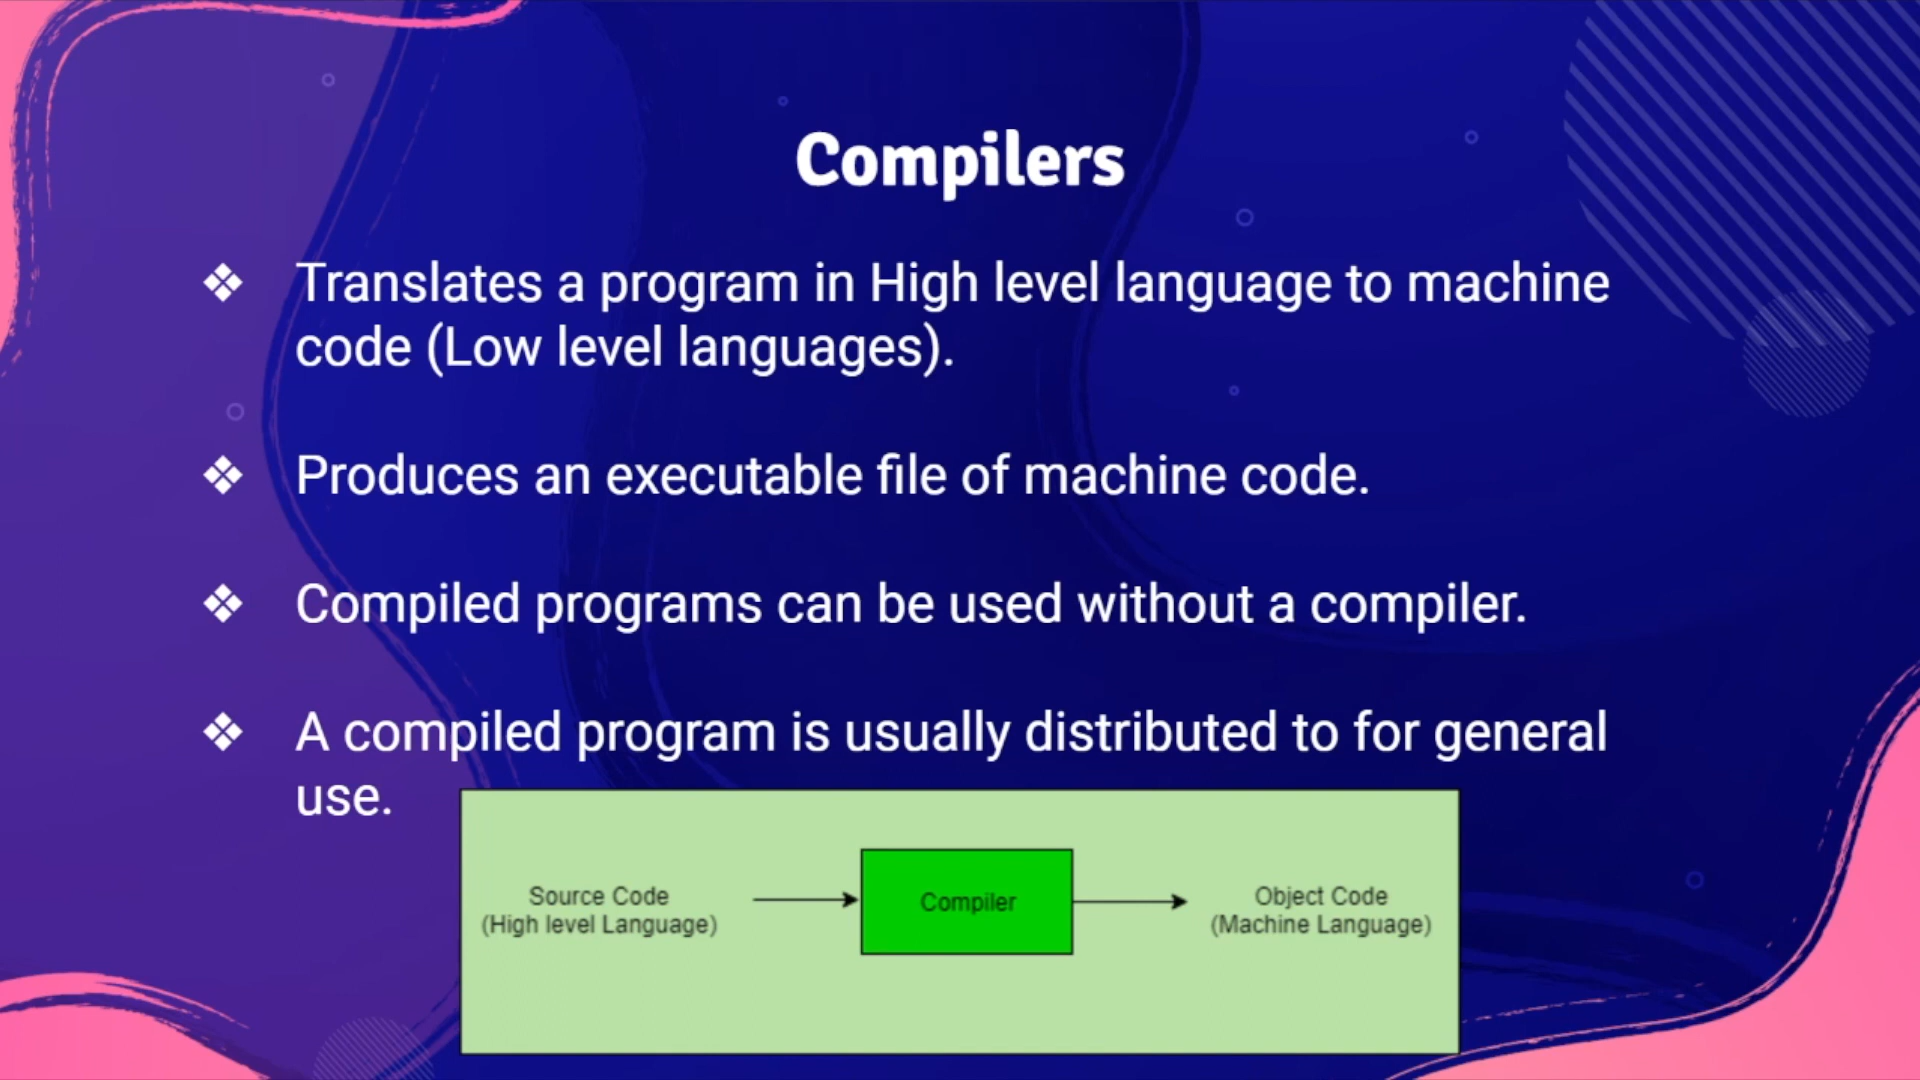 Compilers
❖ Translates a program in High level language to machine
code (Low level languages).
❖ Produces an executable file of machine code.
❖ Compiled programs can be used without a compiler.
❖ A compiled program is usually distributed to for general
use.
Source Code
(High level Language)
Compiler
Object Code
(Machine Language)